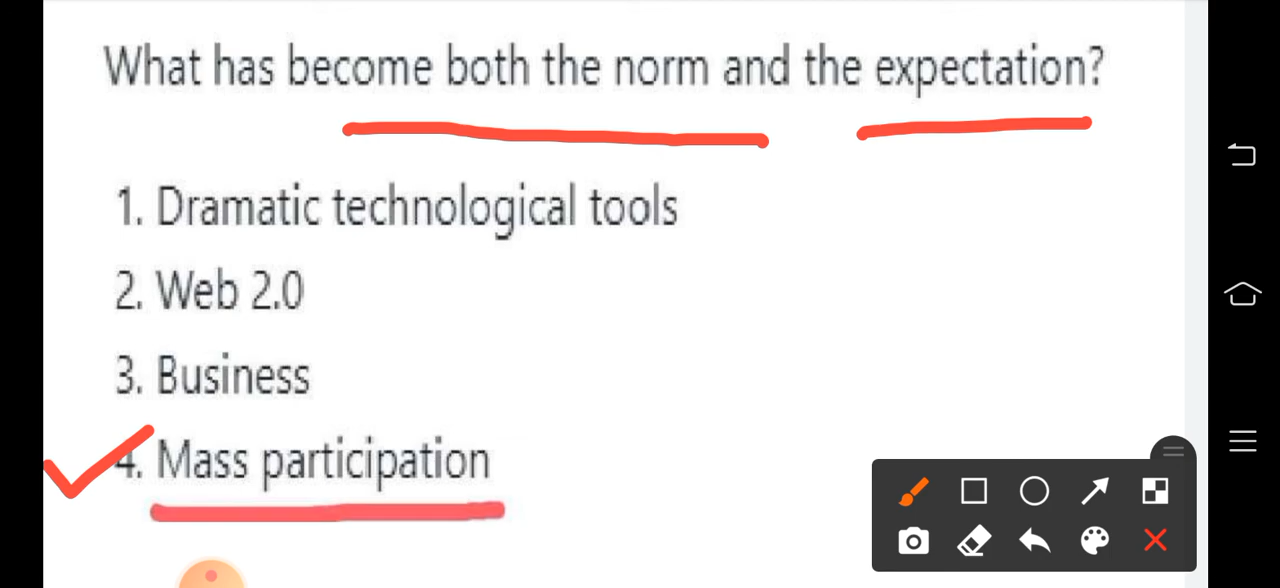 What has become both the norm and the expectation?
1. Dramatic technological tools
2. Web 2.0
3. Business
4. Mass participation